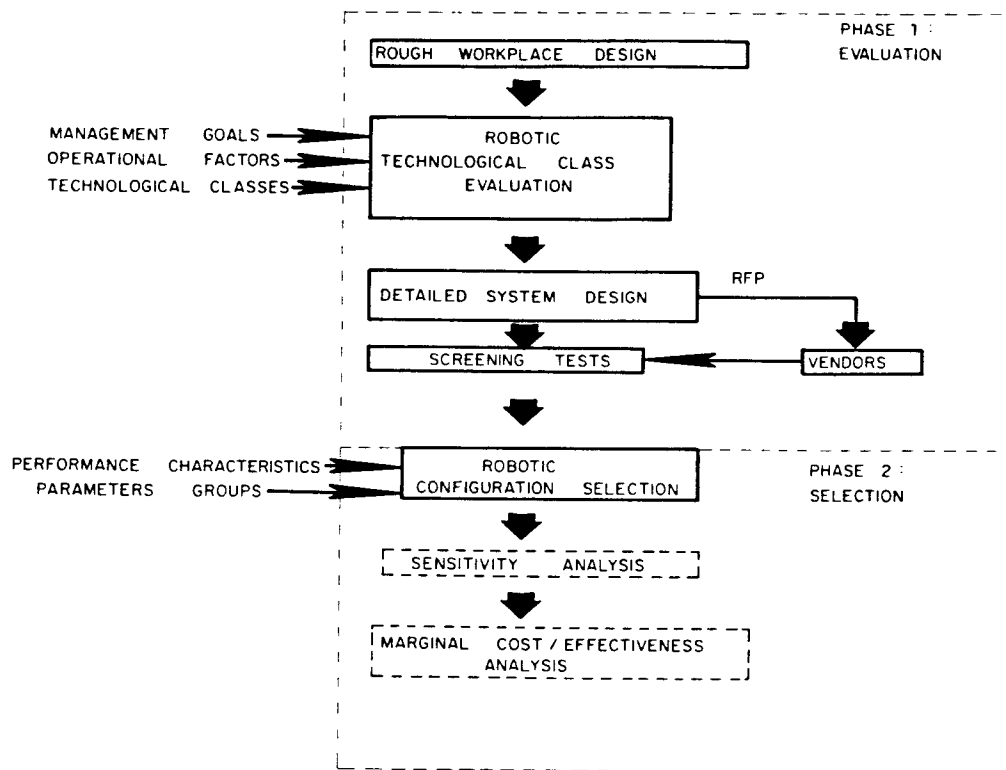 PHASE 1 :
EVALUATION
ROUGH WORKPLACE DESIGN
MANAGEMENT GOALS
OPERATIONAL FACTORS
TECHNOLOGICAL CLASSES
ROBOTIC
TECHNOLOGICAL CLASS
EVALUATION
RFP
DETAILED SYSTEM DESIGN
SCREENING TESTS
VENDORS
PERFORMANCE CHARACTERISTICS
PARAMETERS GROUPS
ROBOTIC
CONFIGURATION SELECTION
PHASE 2 :
SELECTION
SENSITIVITY ANALYSIS
MARGINAL COST / EFFECTIVENESS
ANALYSIS